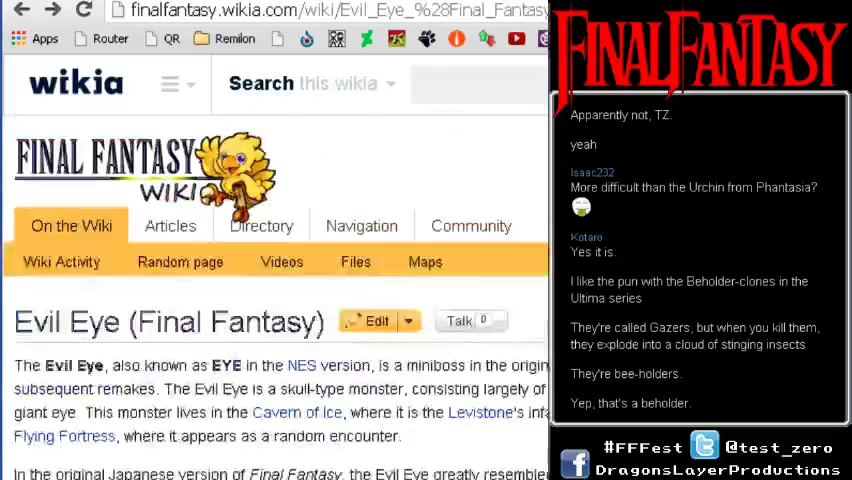 finalfantasy.wikia.com/wiki/Evil_Eye_%28Final_Fantasy
Apps Router QR Remilon
wikia
Search this wikia
FINAL FANTASY
WIKI
On the Wiki Articles Directory Navigation Community
Wiki Activity Random page Videos Files Maps
Evil Eye (Final Fantasy) Edit Talk 0
The Evil Eye, also known as EYE in the NES version, is a miniboss in the origin
subsequent remakes. The Evil Eye is a skull-type monster, consisting largely of
giant eye. This monster lives in the Cavern of Ice, where it is the Levistone's
Flying Fortress, where it appears as a random encounter.
In the original Japanese version of Final Fantasy, the Evil Eye greatly resemble
FINAL FANTASY
Apparently not, TZ.
yeah
Isaac232
More difficult than the Urchin from Phantasia?
Kotaro
Yes it is.
I like the pun with the Beholder-clones in the
Ultima series
They're called Gazers, but when you kill them,
they explode into a cloud of stinging insects
They're bee-holders.
Yep, that's a beholder.
#FFFest @test_zero
DragonsLayerProductions